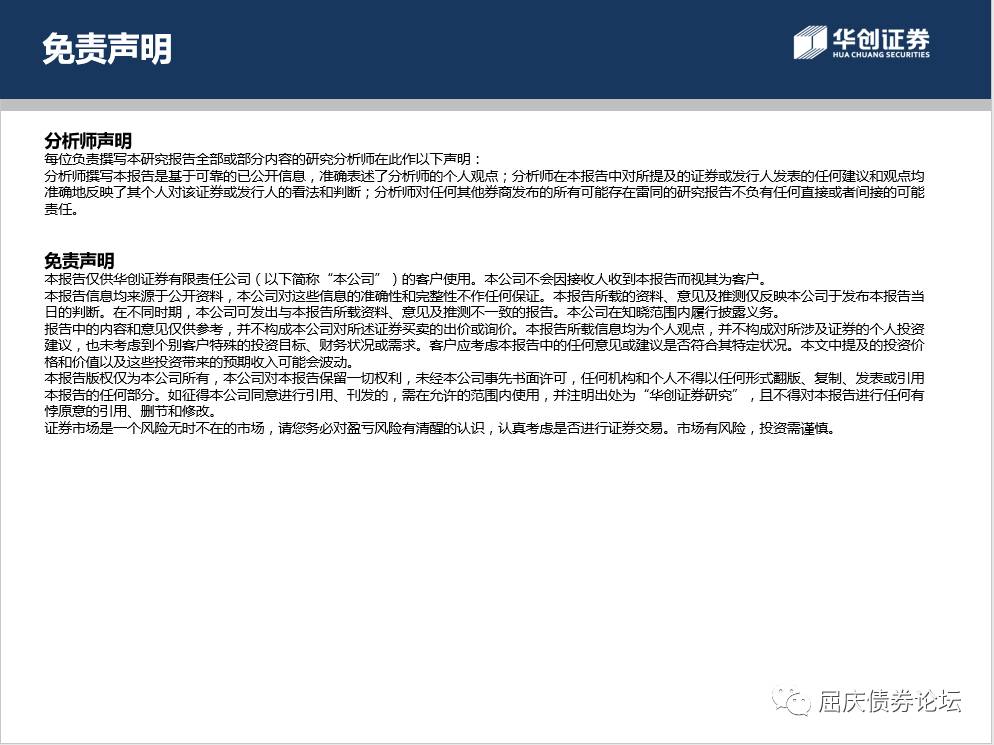 免责声明
华创证券
HUA CHUANG SECURITIES
分析师声明
每位负责撰写本研究报告全部或部分内容的研究分析师在此作以下声明：
分析师撰写本报告是基于可靠的已公开信息，准确表述了分析师的个人观点；分析师在本报告中对所提及的证券或发行人发表的任何建议和观点均
准确地反映了其个人对该证券或发行人的看法和判断；分析师对任何其他券商发布的所有可能存在雷同的研究报告不负有任何直接或者间接的可能
责任。
免责声明
本报告仅供华创证券有限责任公司（以下简称“本公司”）的客户使用。本公司不会因接收人收到本报告而视其为客户。
本报告信息均来源于公开资料，本公司对这些信息的准确性和完整性不作任何保证。本报告所载的资料、意见及推测仅反映本公司于发布本报告当
日的判断。在不同时期，本公司可发出与本报告所载资料、意见及推测不一致的报告。本公司在知晓范围内履行披露义务。
报告中的内容和意见仅供参考，并不构成本公司对所述证券买卖的出价或询价。本报告所载信息均为个人观点，并不构成对所涉及证券的个人投资
建议，也未考虑到个别客户特殊的投资目标、财务状况或需求。客户应考虑本报告中的任何意见或建议是否符合其特定状况。本文中提及的投资价
格和价值以及这些投资带来的预期收入可能会波动。
本报告版权仅为本公司所有，本公司对本报告保留一切权利，未经本公司事先书面许可，任何机构和个人不得以任何形式翻版、复制、发表或引用
本报告的任何部分。如征得本公司同意进行引用、刊发的，需在允许的范围内使用，并注明出处为“华创证券研究”，且不得对本报告进行任何有
悖原意的引用、删节和修改。
证券市场是一个风险无时不在的市场，请您务必对盈亏风险有清醒的认识，认真考虑是否进行证券交易。市场有风险，投资需谨慎。
屈庆债券论坛